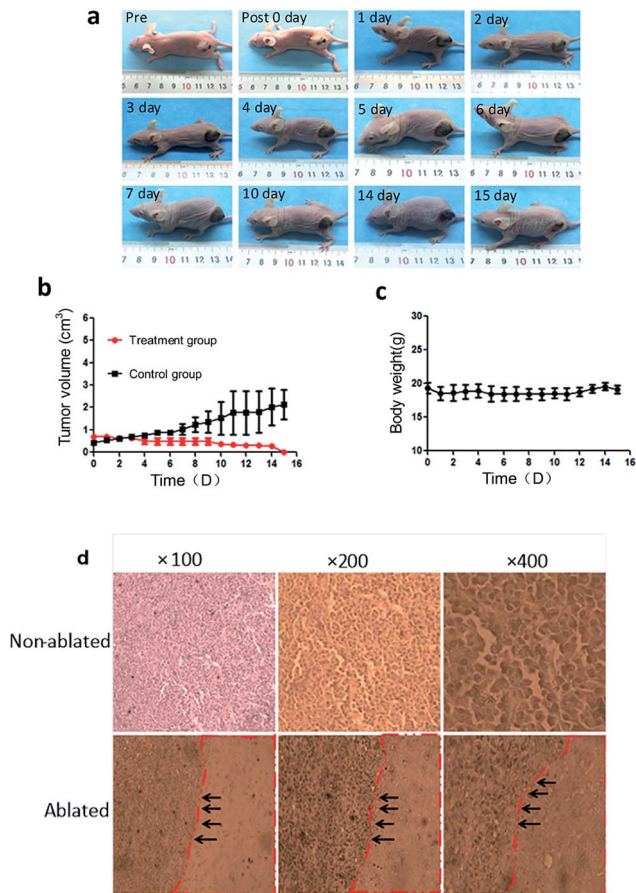 a
Pre Post 0 day 1 day 2 day
3 day 4 day 5 day 6 day
7 day 10 day 14 day 15 day
b
Tumor volume (cm³)
6
5
4
3
2
1
0
0 2 4 6 8 10 12 14 16
Time（D）
Treatment group
Control group
c
Body weight(g)
30
25
20
15
10
0 2 4 6 8 10 12 14 16
Time（D）
d
×100 ×200 ×400
Non-ablated
Ablated